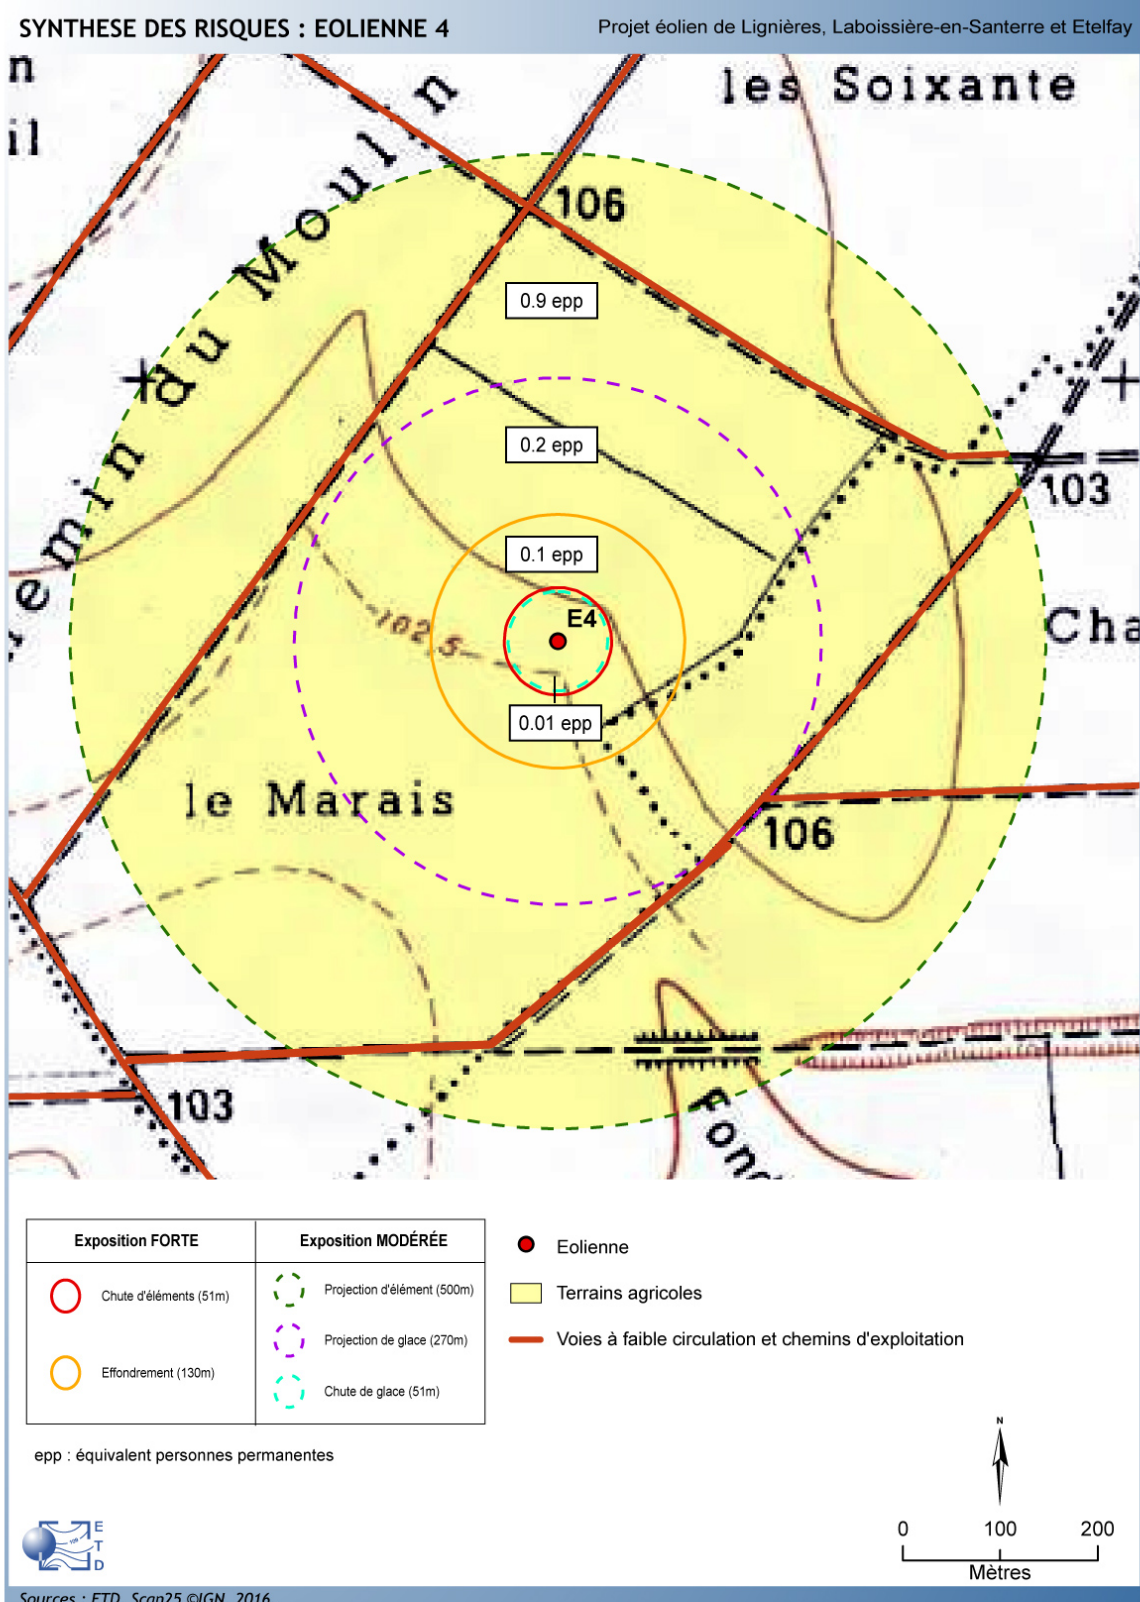 SYNTHESE DES RISQUES : EOLIENNE 4
Projet éolien de Lignières, Laboissière-en-Santerre et Etelfay
n
il
les Soixante
emin du Moulin
106
0.9 epp
0.2 epp
103
0.1 epp
E4
102.5
Cha
0.01 epp
le Marais
106
103
Fond
Exposition FORTE
Exposition MODÉRÉE
Chute d'éléments (51m)
Effondrement (130m)
Projection d'élément (500m)
Projection de glace (270m)
Chute de glace (51m)
Eolienne
Terrains agricoles
Voies à faible circulation et chemins d'exploitation
epp : équivalent personnes permanentes
N
0 100 200
Mètres
E
T
D
Sources : ETD, Scan25 ©IGN, 2016